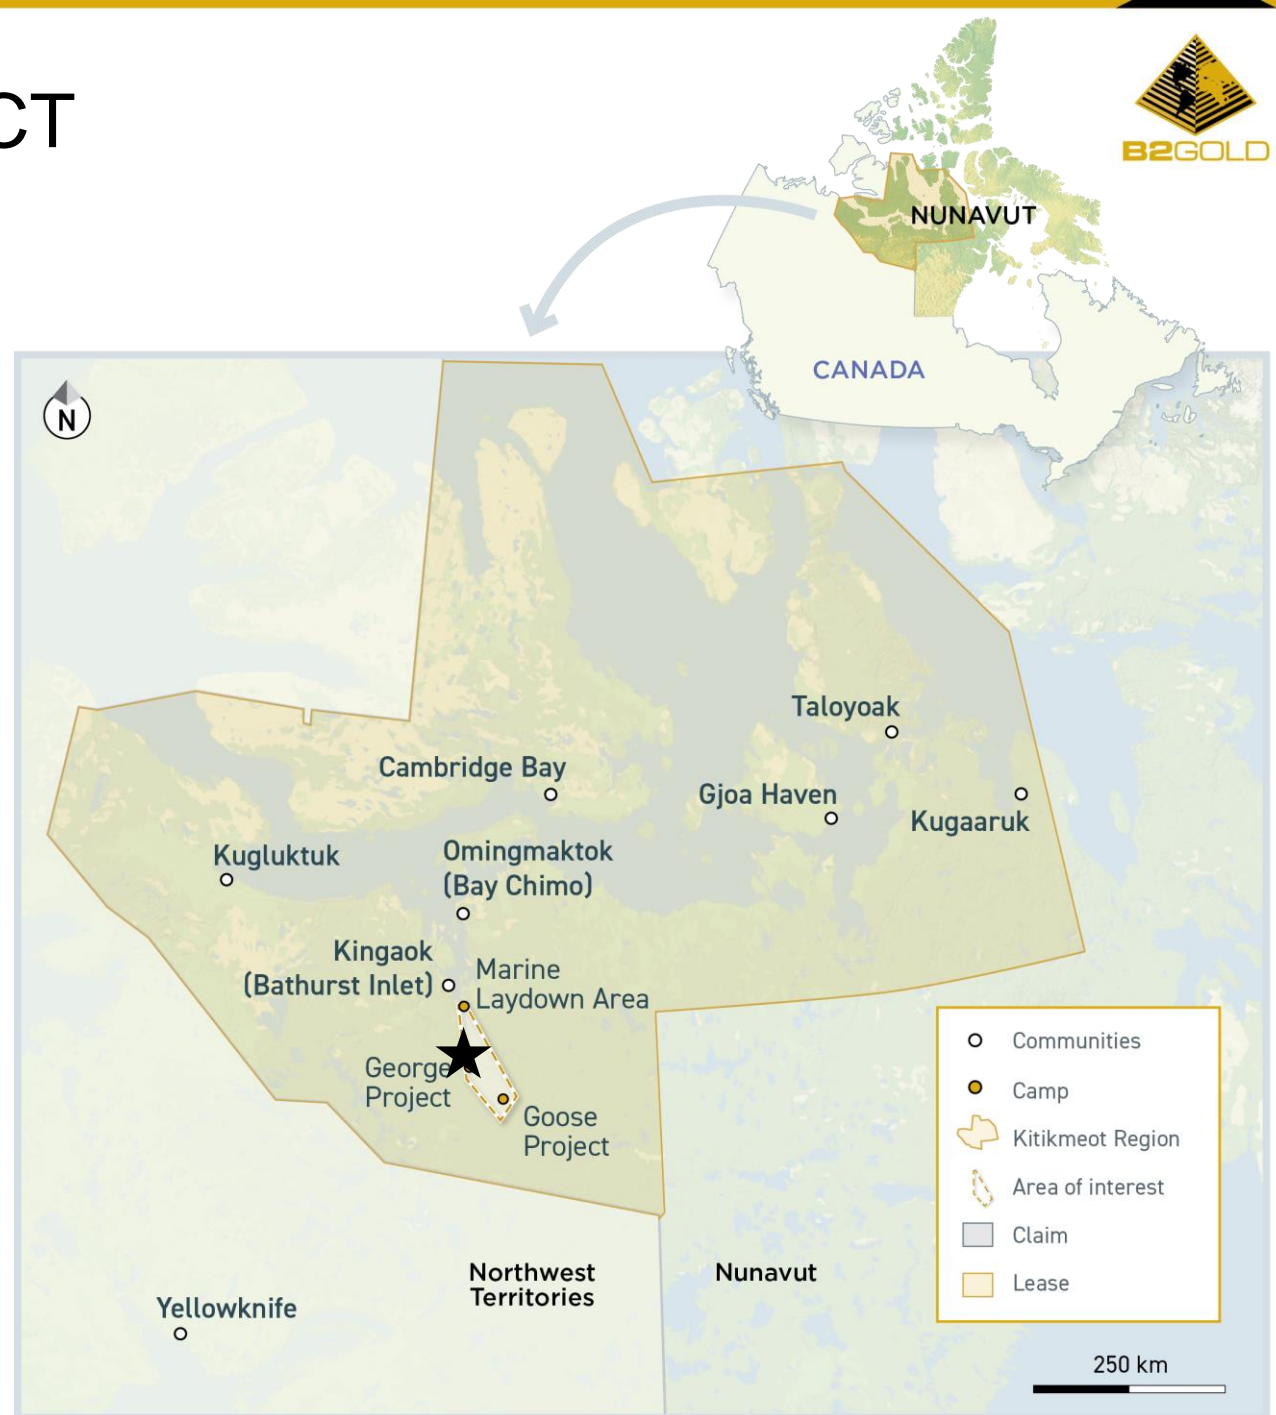 CT
B2GOLD
NUNAVUT
CANADA
N
Taloyoak
Cambridge Bay
Gjoa Haven
Kugaaruk
Kugluktuk
Omingmaktok
(Bay Chimo)
Kingaok
(Bathurst Inlet)
Marine
Laydown Area
George
Project
Goose
Project
Northwest
Territories
Nunavut
Yellowknife
Communities
Camp
Kitikmeot Region
Area of interest
Claim
Lease
250 km